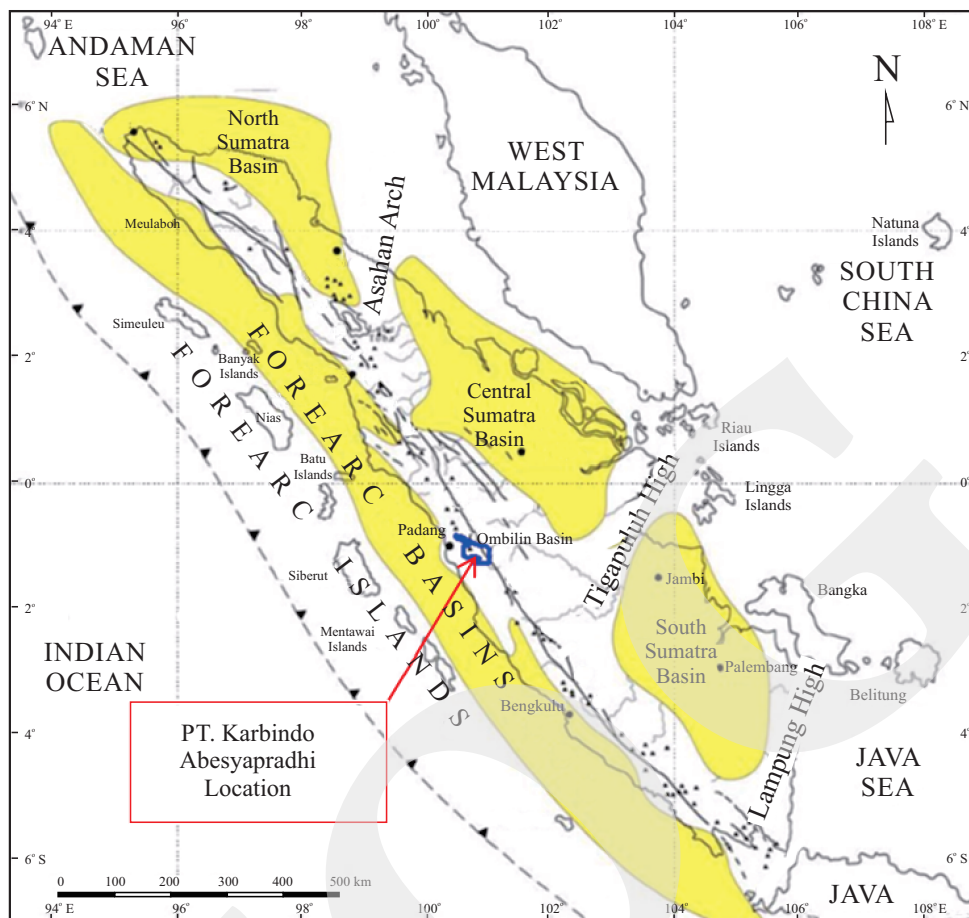 94° E
96
98
100
102
104
106
108° E
ANDAMAN
SEA
N
6° N
6°
North
Sumatra
Basin
WEST
MALAYSIA
Asahan Arch
Meulaboh
Natuna
Islands
4°
4°
SOUTH
CHINA
SEA
Simeuleu
Banyak
Islands
2°
2°
Nias
Central
Sumatra
Basin
FOREARC BASINS
FOREARC ISLANDS
Riau
Islands
Batu
Islands
0°
0°
Lingga
Islands
Tigapuluh High
Padang
Ombilin Basin
Siberut
Jambi
Bangka
2°
2°
Mentawai
Islands
South
Sumatra
Basin
INDIAN
OCEAN
Palembang
Belitung
Bengkulu
PT. Karbindo
Abesyapradhi
Location
4°
4°
Lampung High
JAVA
SEA
6° S
6°
JAVA
0
100
200
300
400
500 km
94° E
96
98
100
102
104
106
108° E